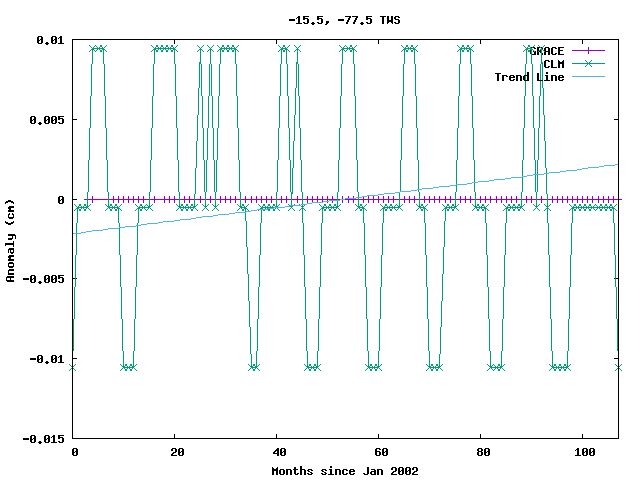 -15.5, -77.5 TWS
0.01
0.005
0
-0.005
-0.01
-0.015
Anomaly (cm)
GRACE
CLM
Trend Line
0 20 40 60 80 100
Months since Jan 2002